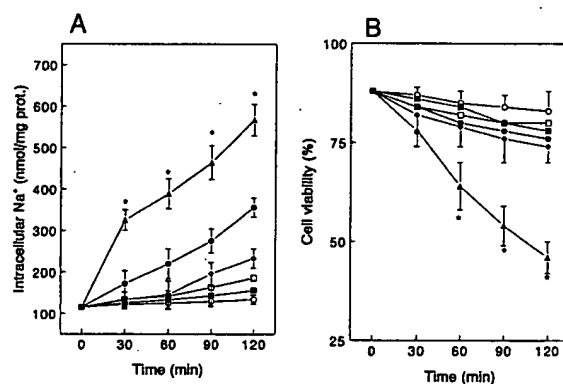 A
Intracellular Na⁺ (nmol/mg prot.)
700
600
500
400
300
200
100
0 30 60 90 120
Time (min)
* * * *
B
Cell viability (%)
100
75
50
25
0 30 60 90 120
Time (min)
* * *